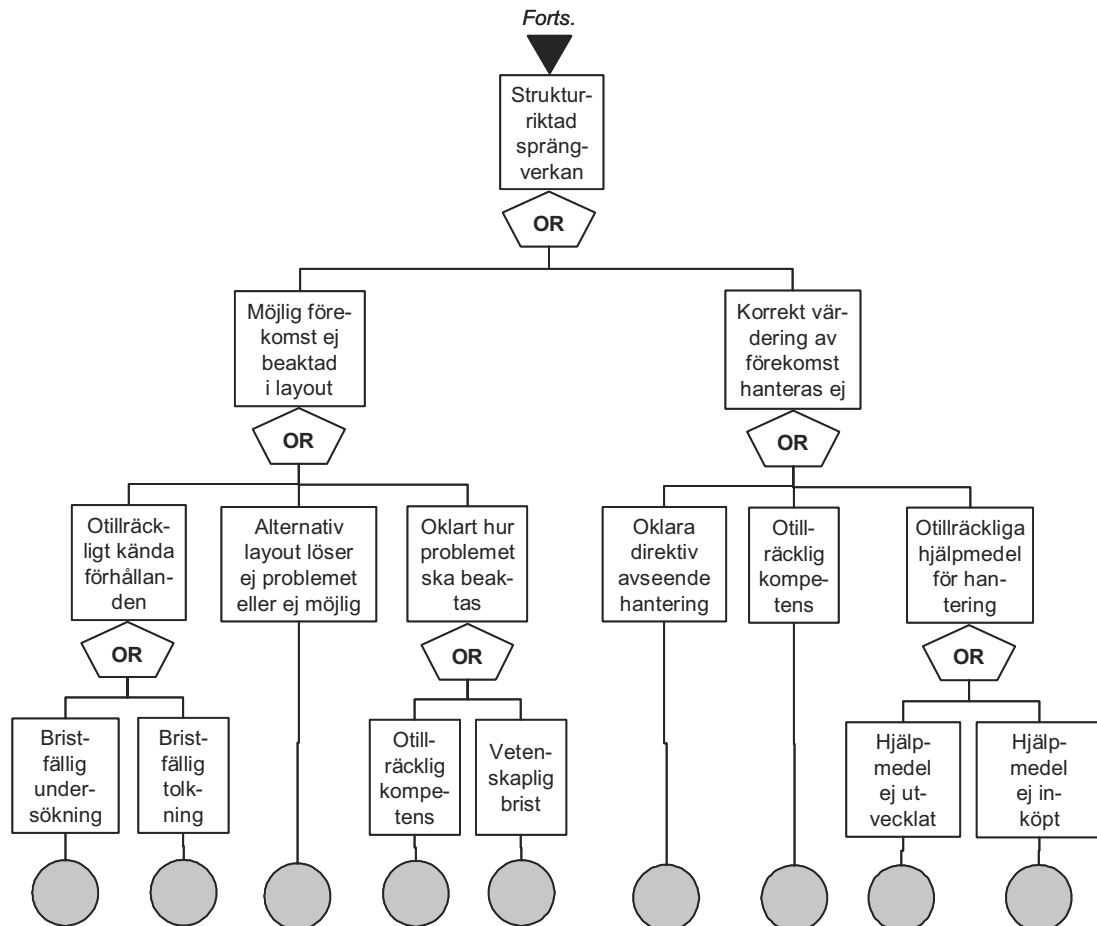 Forts.
Struktur-
riktad
spräng-
verkan
OR
Möjlig före-
komst ej
beaktad
i layout
Korrekt vär-
dering av
förekomst
hanteras ej
OR
OR
Otillräck-
ligt kända
förhållan-
den
Alternativ
layout löser
ej problemet
eller ej möjlig
Oklart hur
problemet
ska beak-
tas
Oklara
direktiv
avseende
hantering
Otill-
räcklig
kompe-
tens
Otillräckliga
hjälpmedel
för han-
tering
OR
OR
OR
Brist-
fällig
under-
sökning
Brist-
fällig
tolk-
ning
Otill-
räcklig
kompe-
tens
Veten-
skaplig
brist
Hjälp-
medel
ej ut-
vecklat
Hjälp-
medel
ej in-
köpt